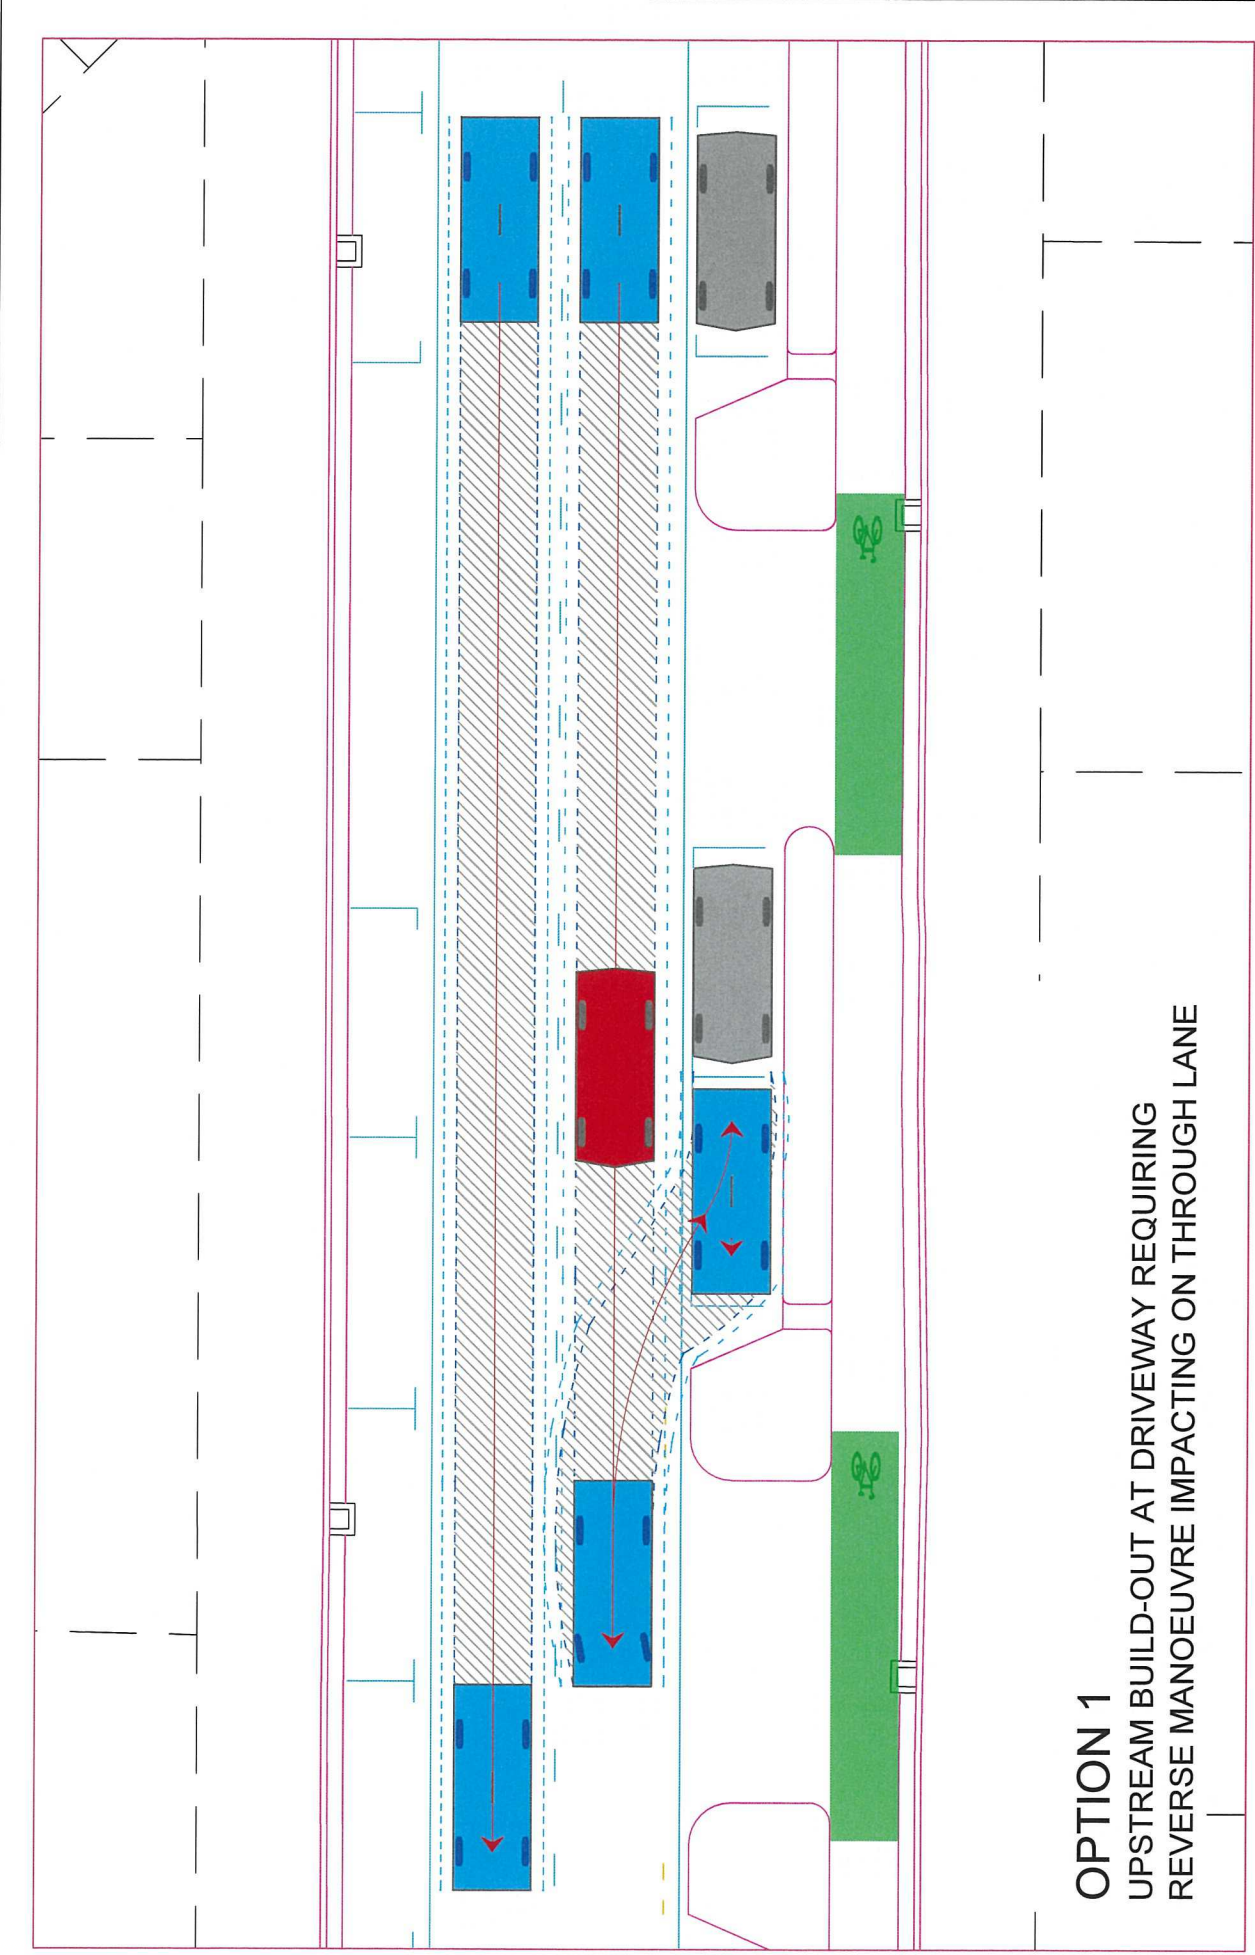 OPTION 1
UPSTREAM BUILD-OUT AT DRIVEWAY REQUIRING
REVERSE MANOEUVRE IMPACTING ON THROUGH LANE